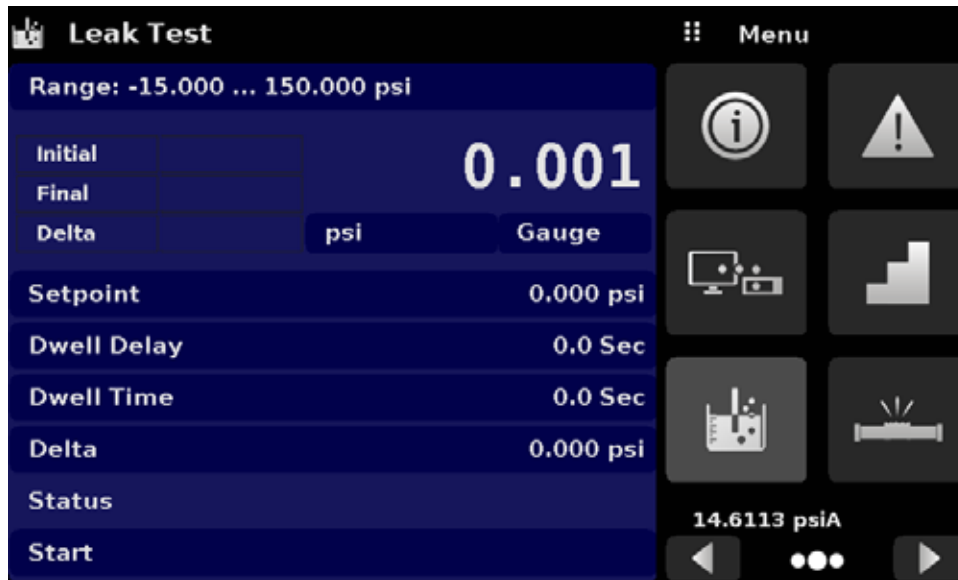 Leak Test
Menu
Range: -15.000 ... 150.000 psi
Initial
0.001
Final
Delta
psi
Gauge
Setpoint 0.000 psi
Dwell Delay 0.0 Sec
Dwell Time 0.0 Sec
Delta 0.000 psi
Status
Start
14.6113 psiA